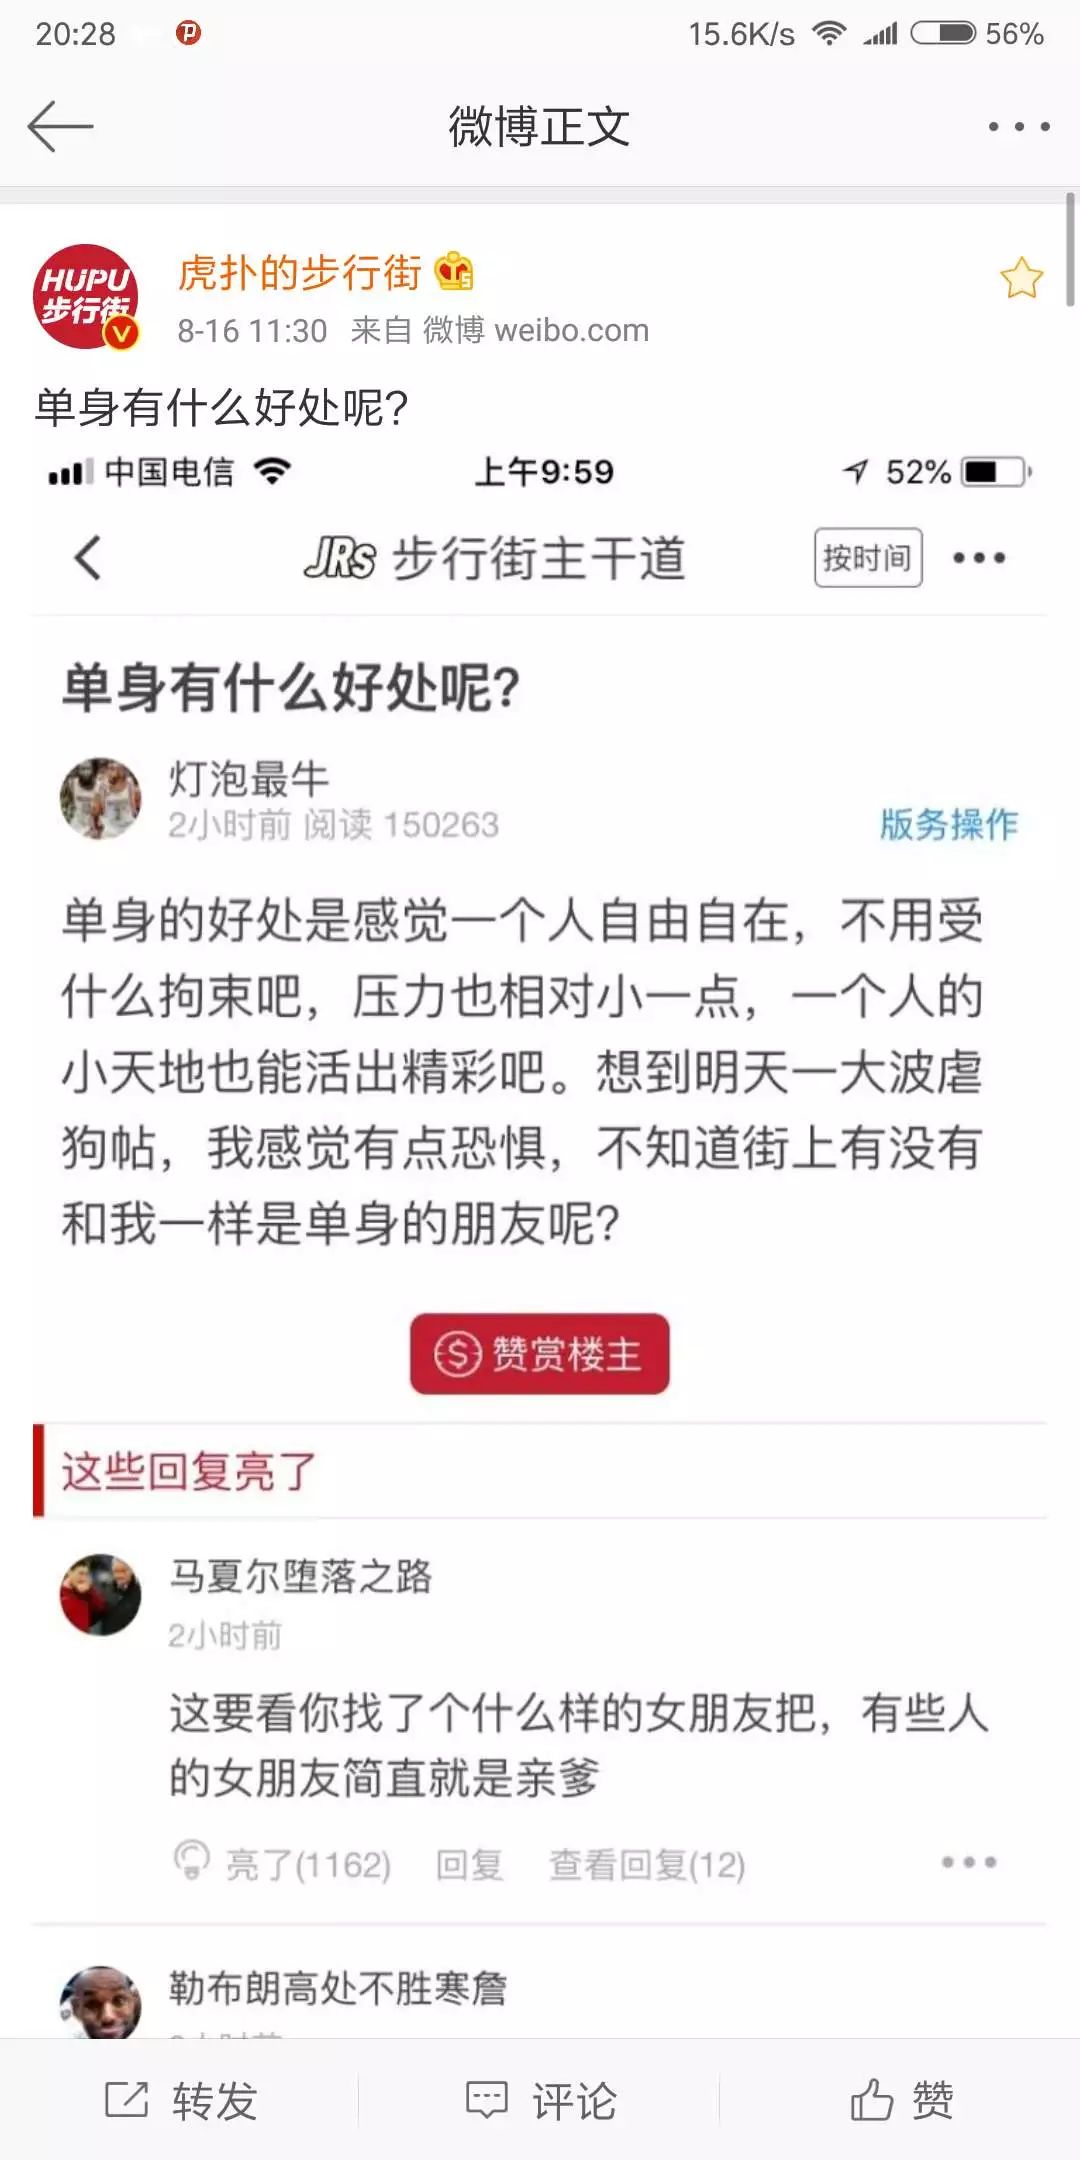 20:28
15.6K/s
56%
微博正文
HUPU
步行街
虎扑的步行街
8-16 11:30 来自 微博 weibo.com
单身有什么好处呢？
中国电信
上午9:59
52%
JRs 步行街主干道
按时间
单身有什么好处呢？
灯泡最牛
2小时前 阅读 150263
版务操作
单身的好处是感觉一个人自由自在，不用受
什么拘束吧，压力也相对小一点，一个人的
小天地也能活出精彩吧。想到明天一大波虐
狗帖，我感觉有点恐惧，不知道街上有没有
和我一样是单身的朋友呢？
赞赏楼主
这些回复亮了
马夏尔堕落之路
2小时前
这要看你找了个什么样的女朋友把，有些人
的女朋友简直就是亲爹
亮了(1162) 回复 查看回复(12)
勒布朗高处不胜寒詹
转发
评论
赞